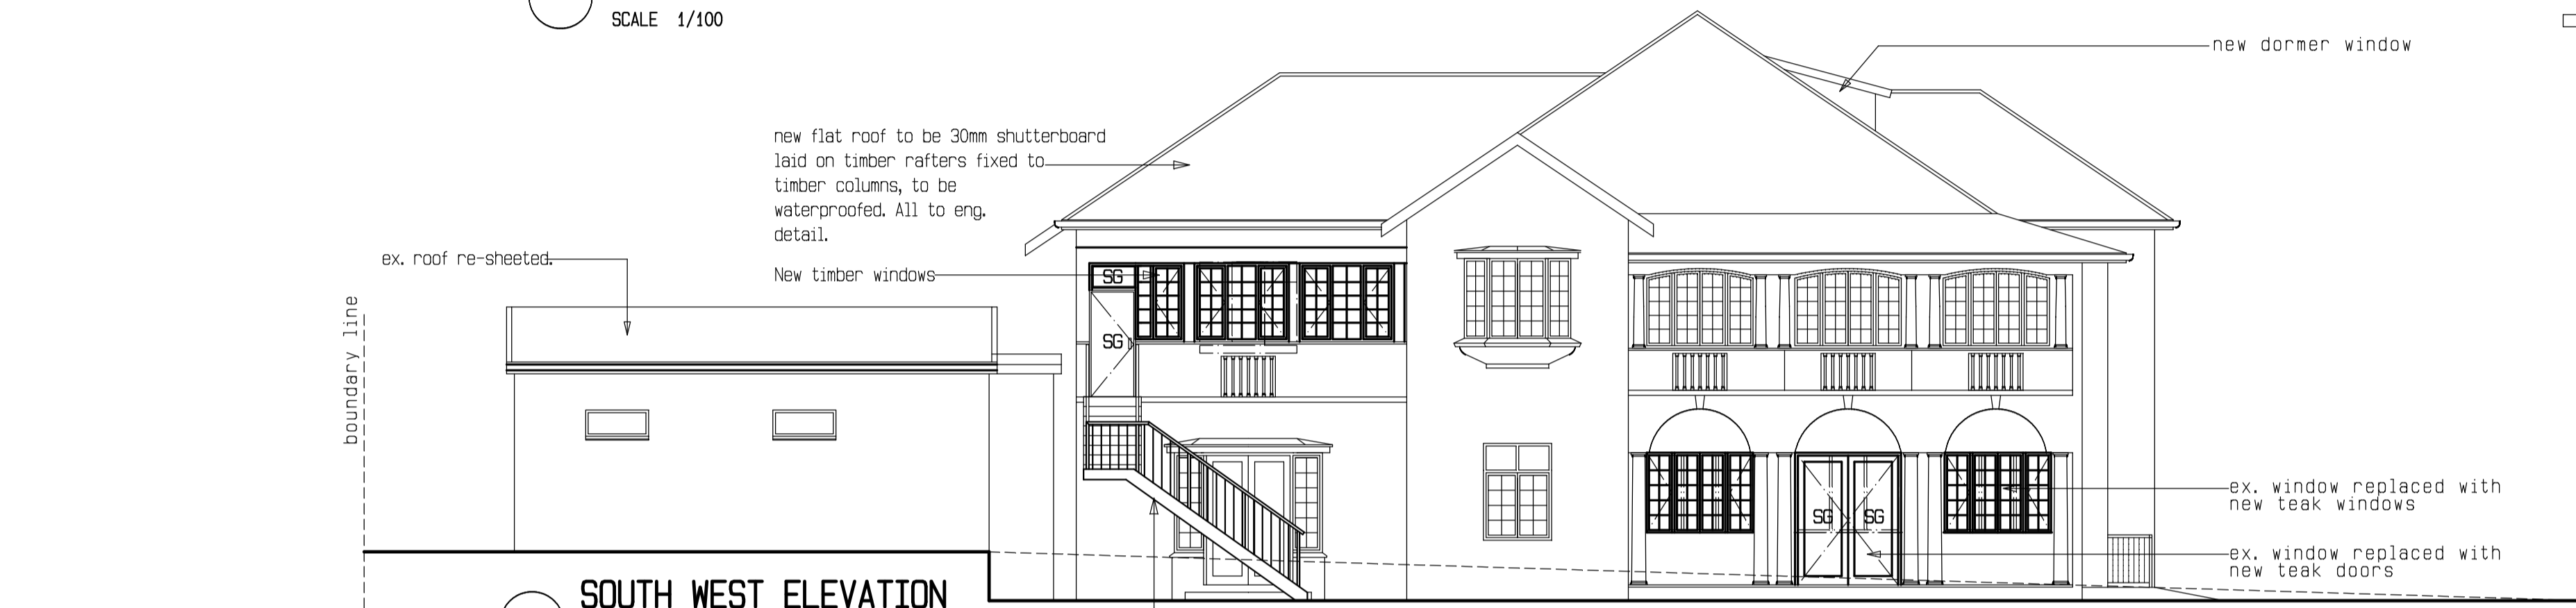 SCALE 1/100
new dormer window
new flat roof to be 30mm shutterboard
laid on timber rafters fixed to
timber columns, to be
waterproofed. All to eng.
detail.
ex. roof re-sheeted.
New timber windows
SG
SG
boundary line
ex. window replaced with
new teak windows
SG SG
ex. window replaced with
new teak doors
SOUTH WEST ELEVATION